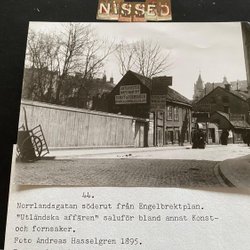 NISSED
44.
Norrlandsgatan söderut från Engelbrektplan.
"Utländska affären" saluför bland annat Konst-
och fornsaker.
Foto Andreas Hasselgren 1895.